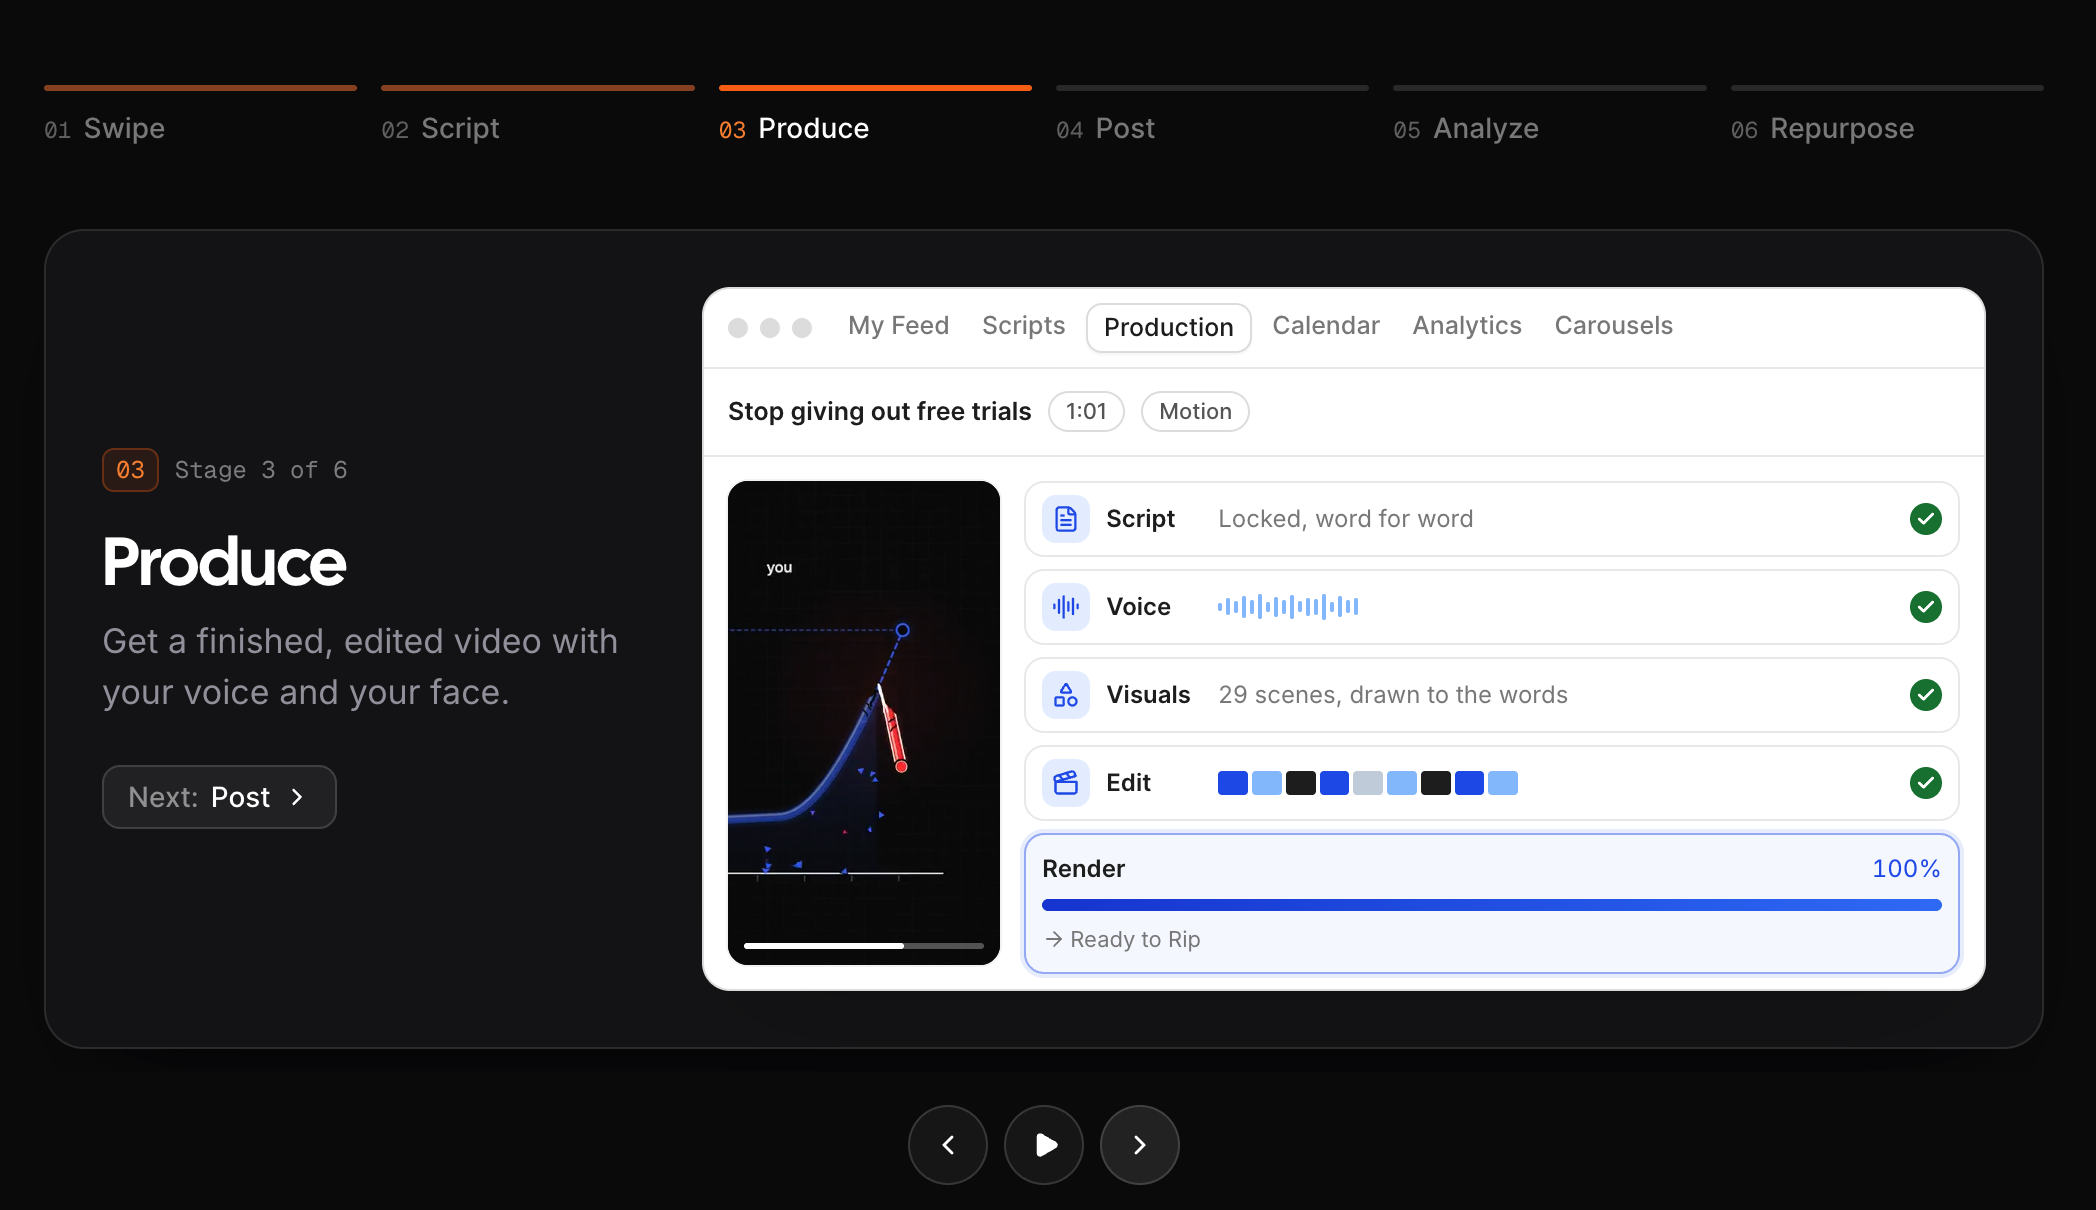 01 Swipe
02 Script
03 Produce
04 Post
05 Analyze
06 Repurpose
03 Stage 3 of 6
Produce
Get a finished, edited video with
your voice and your face.
Next: Post
My Feed Scripts Production Calendar Analytics Carousels
Stop giving out free trials 1:01 Motion
you
Script Locked, word for word
Voice
Visuals 29 scenes, drawn to the words
Edit
Render 100%
→ Ready to Rip